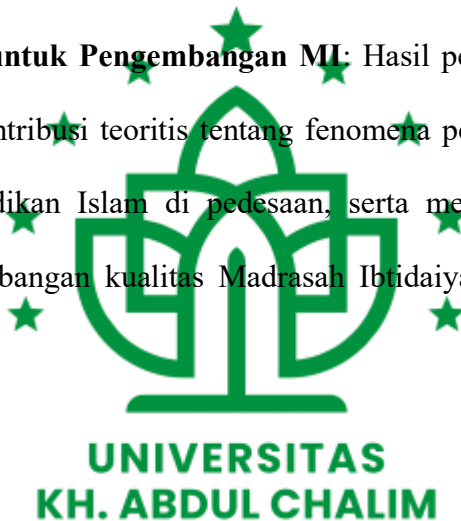 untuk Pengembangan MI: Hasil pe
ntribusi teoritis tentang fenomena pe
dikan Islam di pedesaan, serta me
bangan kualitas Madrasah Ibtidaiya
UNIVERSITAS
KH. ABDUL CHALIM